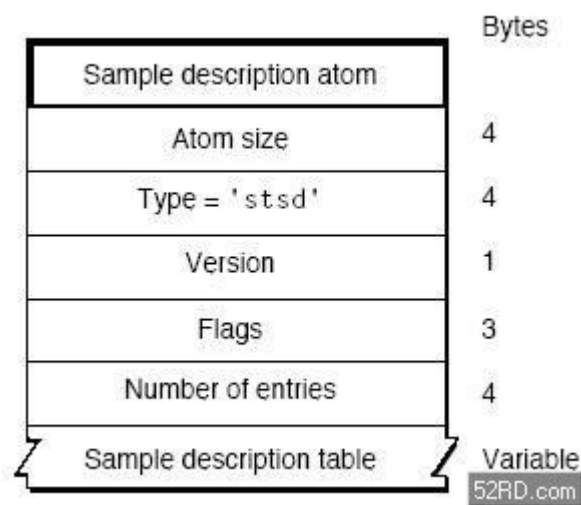 Bytes
Sample description atom
Atom size 4
Type = 'stsd' 4
Version 1
Flags 3
Number of entries 4
Sample description table Variable
52RD.com